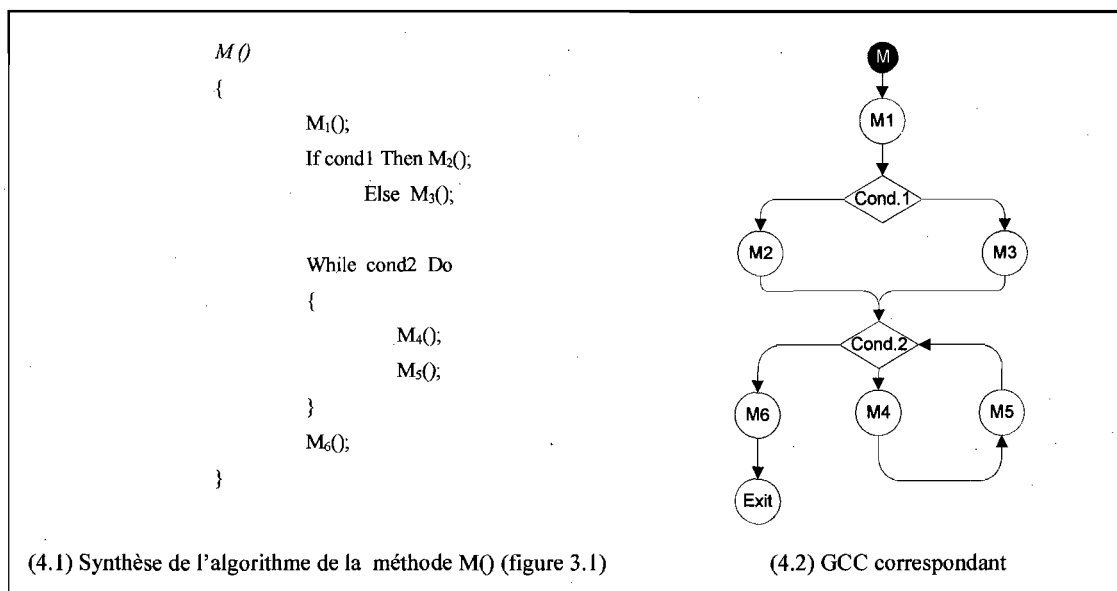 M ()
{
M₁();
If cond1 Then M₂();
Else M₃();
While cond2 Do
{
M₄();
M₅();
}
M₆();
}
(4.1) Synthèse de l'algorithme de la méthode M() (figure 3.1)
M
M1
Cond.1
M2
M3
Cond.2
M6
M4
M5
Exit
(4.2) GCC correspondant